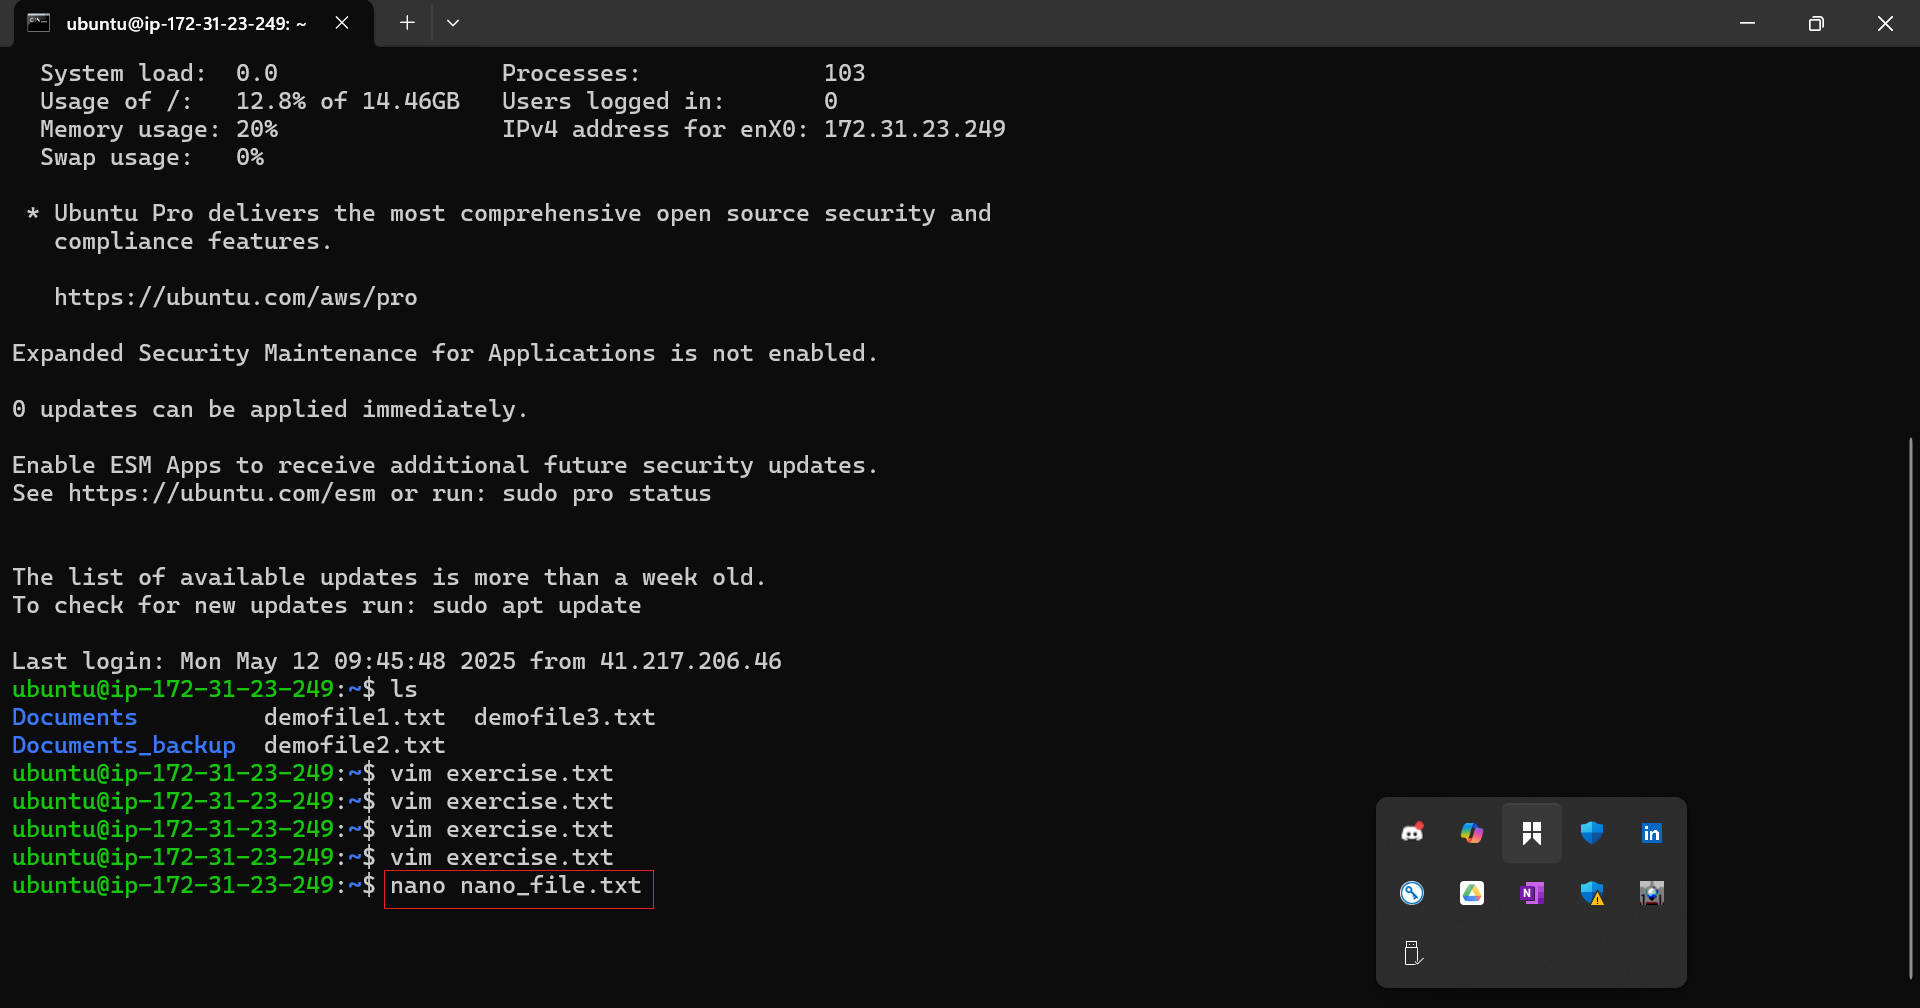 ubuntu@ip-172-31-23-249: ~
System load:  0.0                Processes:             103
Usage of /:   12.8% of 14.46GB   Users logged in:       0
Memory usage: 20%                IPv4 address for enX0: 172.31.23.249
Swap usage:   0%
* Ubuntu Pro delivers the most comprehensive open source security and
compliance features.
https://ubuntu.com/aws/pro
Expanded Security Maintenance for Applications is not enabled.
0 updates can be applied immediately.
Enable ESM Apps to receive additional future security updates.
See https://ubuntu.com/esm or run: sudo pro status
The list of available updates is more than a week old.
To check for new updates run: sudo apt update
Last login: Mon May 12 09:45:48 2025 from 41.217.206.46
ubuntu@ip-172-31-23-249:~$ ls
Documents         demofile1.txt  demofile3.txt
Documents_backup  demofile2.txt
ubuntu@ip-172-31-23-249:~$ vim exercise.txt
ubuntu@ip-172-31-23-249:~$ vim exercise.txt
ubuntu@ip-172-31-23-249:~$ vim exercise.txt
ubuntu@ip-172-31-23-249:~$ vim exercise.txt
ubuntu@ip-172-31-23-249:~$ nano nano_file.txt
in
N